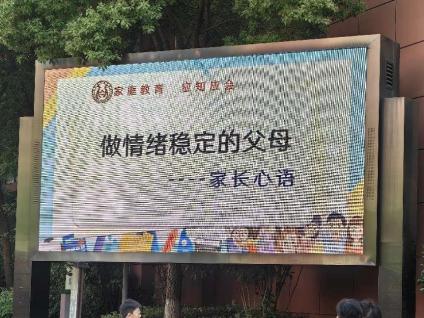 家庭教育 应知应会
做情绪稳定的父母
----家长心语